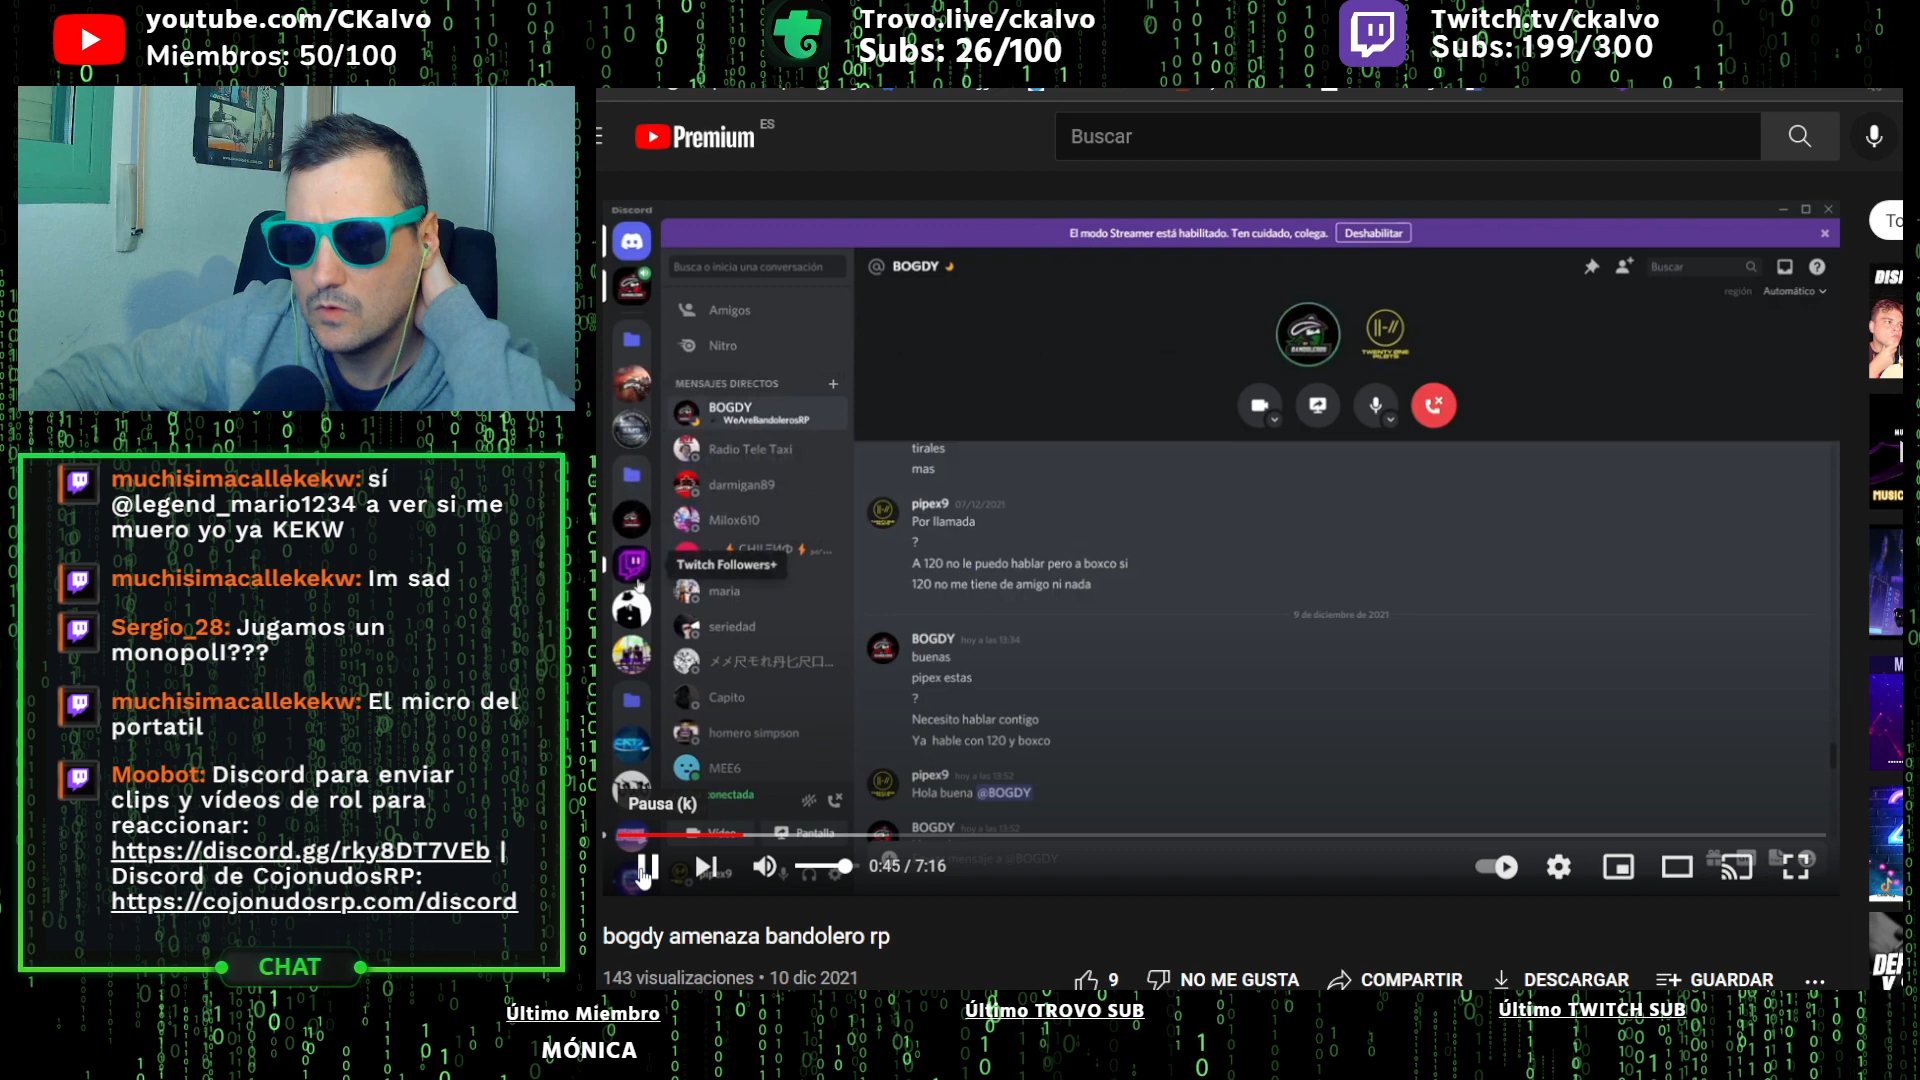 youtube.com/CKalvo
Miembros: 50/100
Trovo.live/ckalvo
Subs: 26/100
Twitch.tv/ckalvo
Subs: 199/300
muchisimacallekekw: sí
@legend_mario1234 a ver si me
muero yo ya KEKW
muchisimacallekekw: Im sad
Sergio_28: Jugamos un
monopolI???
muchisimacallekekw: El micro del
portatil
Moobot: Discord para enviar
clips y vídeos de rol para
reaccionar:
https://discord.gg/rky8DT7VEb |
Discord de CojonudosRP:
https://cojonudosrp.com/discord
CHAT
Premium ES
Buscar
Discord
El modo Streamer está habilitado. Ten cuidado, colega. Deshabilitar
Busca o inicia una conversación
@ BOGDY
Buscar
región Automático
Amigos
Nitro
MENSAJES DIRECTOS +
BOGDY
WeAreBandolerosRP
Radio Tele Taxi
darmigan89
Milox610
Twitch Followers+
maria
seriedad
Capito
homero simpson
MEE6
BANDOLEROS
TWENTY ONE
PILOTS
tirales
mas
pipex9 07/12/2021
Por llamada
?
A 120 no le puedo hablar pero a boxco si
120 no me tiene de amigo ni nada
9 de diciembre de 2021
BOGDY hoy a las 13:34
buenas
pipex estas
?
Necesito hablar contigo
Ya hable con 120 y boxco
pipex9 hoy a las 13:52
Hola buena @BOGDY
BOGDY hoy a las 13:52
mensaje a @BOGDY
onectada
Pausa (k)
Vídeo
Pantalla
pipex9
0:45 / 7:16
bogdy amenaza bandolero rp
143 visualizaciones • 10 dic 2021
9
NO ME GUSTA
COMPARTIR
DESCARGAR
GUARDAR
To
DISI
MUSIC
Último Miembro
MÓNICA
Último TROVO SUB
Último TWITCH SUB